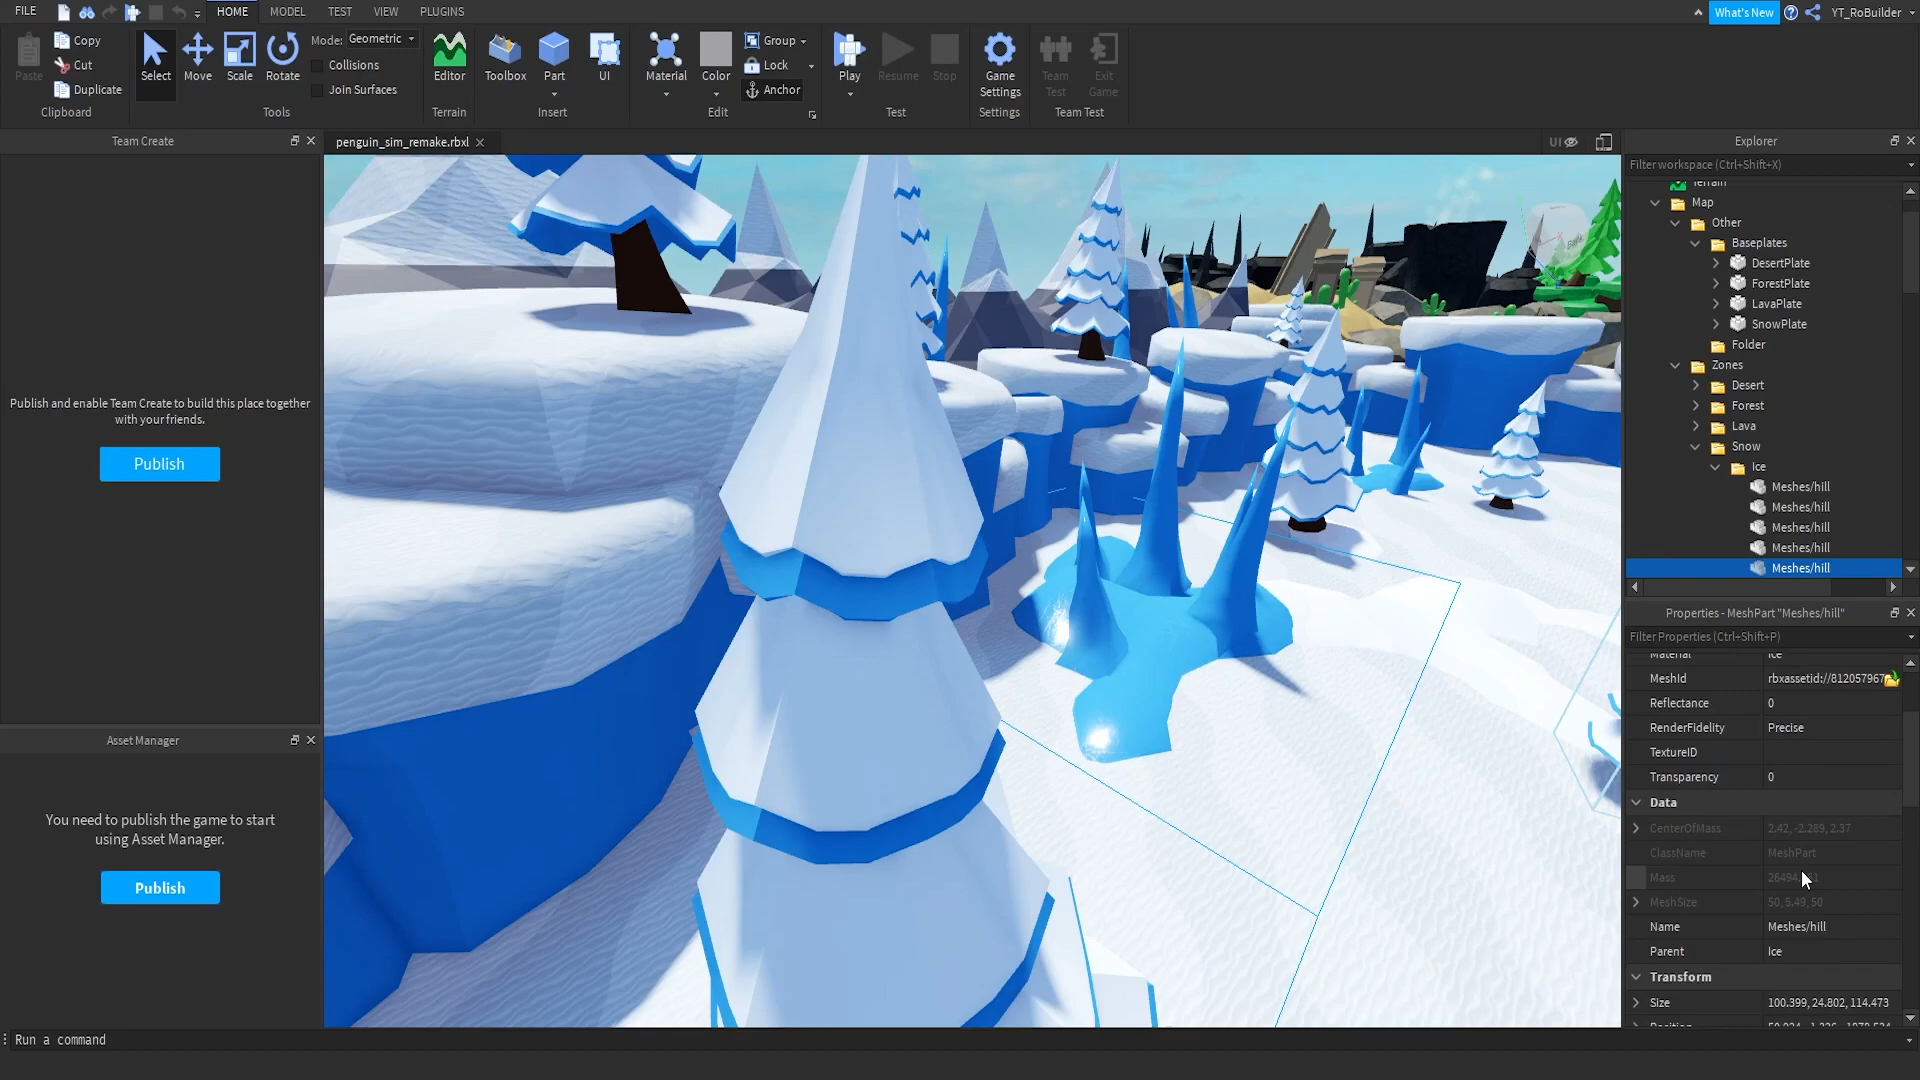 FILE
HOME
MODEL
TEST
VIEW
PLUGINS
What's New
YT_RoBuilder
Paste
Copy
Cut
Duplicate
Clipboard
Select
Move
Scale
Rotate
Mode: Geometric
Collisions
Join Surfaces
Tools
Editor
Terrain
Toolbox
Part
UI
Insert
Material
Color
Group
Lock
Anchor
Edit
Play
Resume
Stop
Test
Game
Settings
Settings
Team
Test
Exit
Game
Team Test
Team Create
Publish and enable Team Create to build this place together
with your friends.
Publish
Asset Manager
You need to publish the game to start
using Asset Manager.
Publish
penguin_sim_remake.rbxl
UI
Explorer
Filter workspace (Ctrl+Shift+X)
Terrain
Map
Other
Baseplates
DesertPlate
ForestPlate
LavaPlate
SnowPlate
Folder
Zones
Desert
Forest
Lava
Snow
Ice
Meshes/hill
Meshes/hill
Meshes/hill
Meshes/hill
Meshes/hill
Properties - MeshPart "Meshes/hill"
Filter Properties (Ctrl+Shift+P)
Material Ice
MeshId rbxassetid://812057967
Reflectance 0
RenderFidelity Precise
TextureID
Transparency 0
Data
CenterOfMass 2.42, -2.289, 2.37
ClassName MeshPart
Mass
MeshSize 50, 5.49, 50
Name Meshes/hill
Parent Ice
Transform
Size 100.399, 24.802, 114.473
Position
Run a command